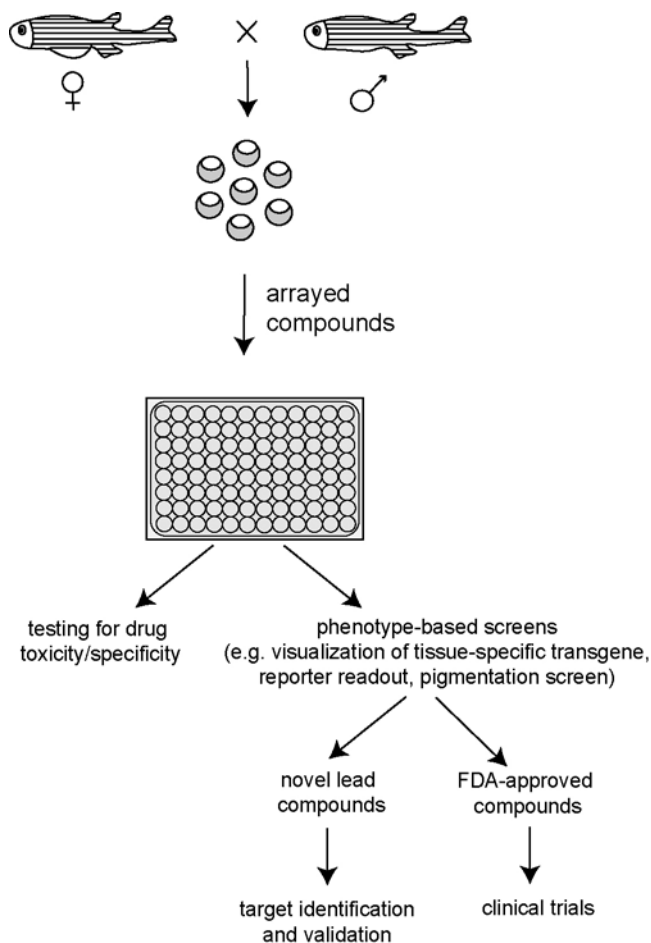 ♀
×
♂
arrayed
compounds
testing for drug
toxicity/specificity
phenotype-based screens
(e.g. visualization of tissue-specific transgene,
reporter readout, pigmentation screen)
novel lead
compounds
FDA-approved
compounds
target identification
and validation
clinical trials